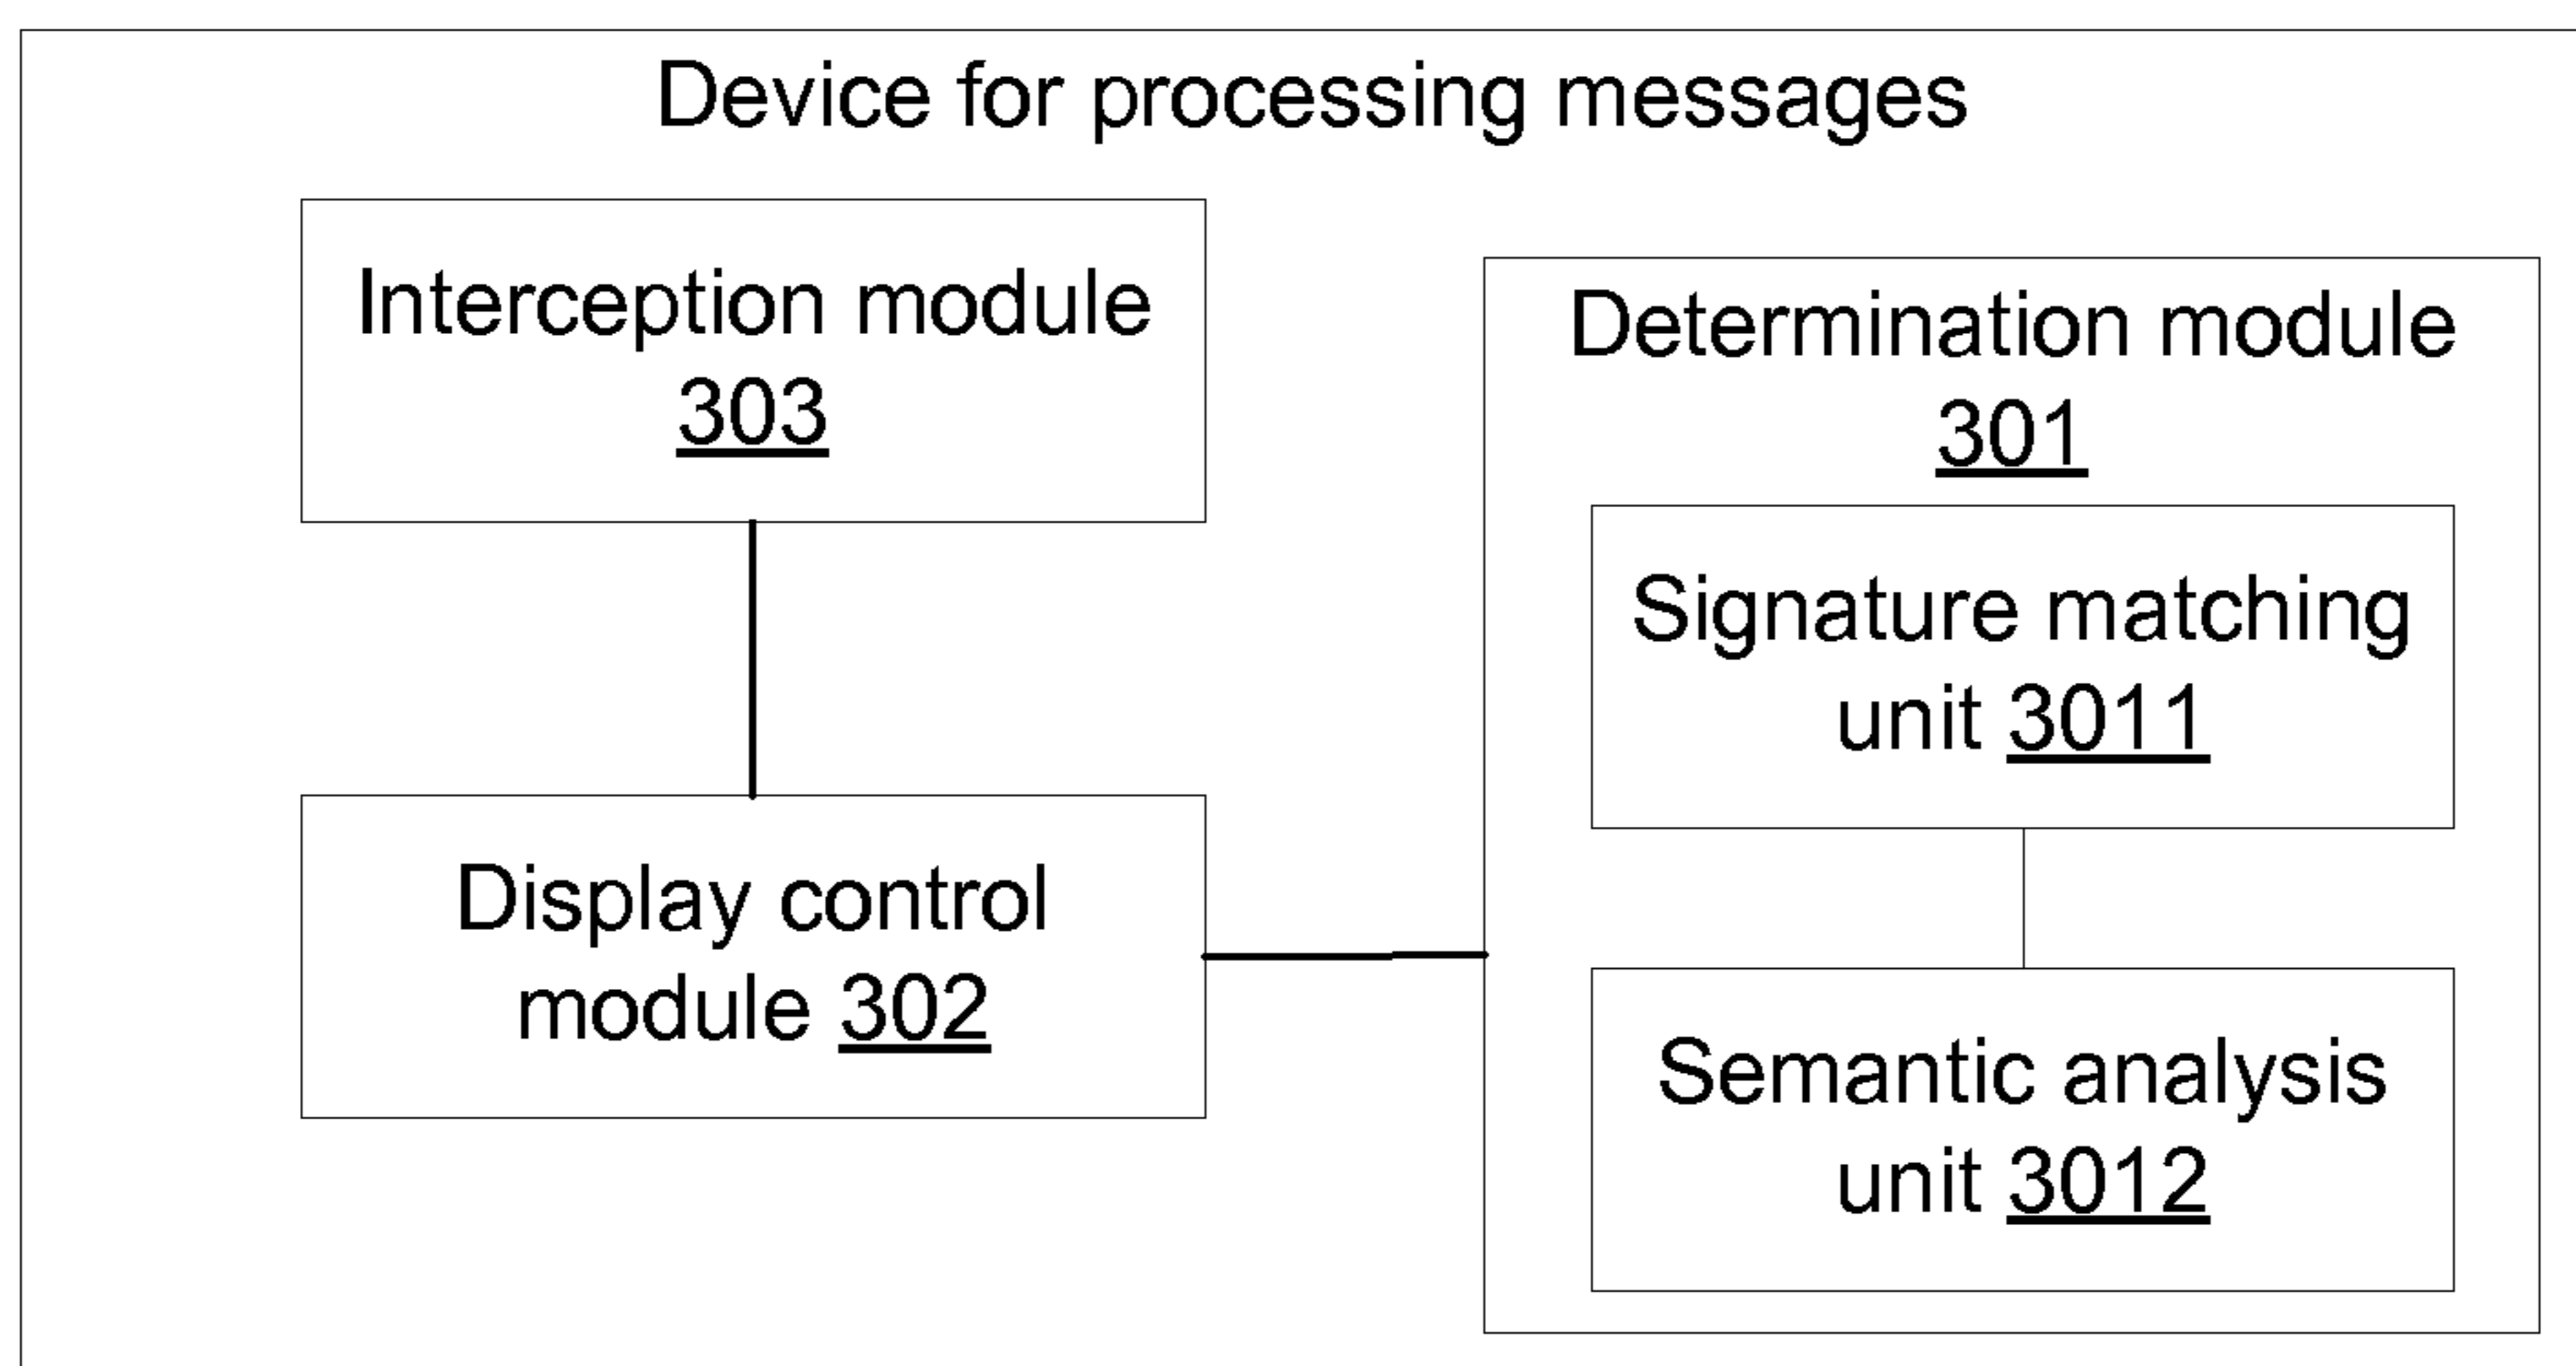 Device for processing messages
Interception module
303
Display control
module 302
Determination module
301
Signature matching
unit 3011
Semantic analysis
unit 3012